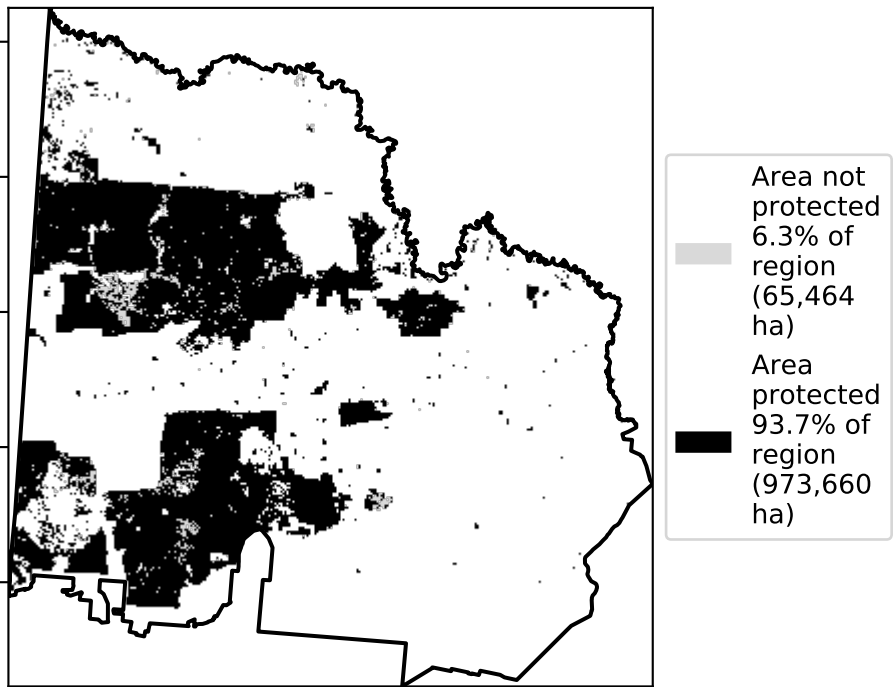 Area not
protected
6.3% of
region
(65,464
ha)
Area
protected
93.7% of
region
(973,660
ha)